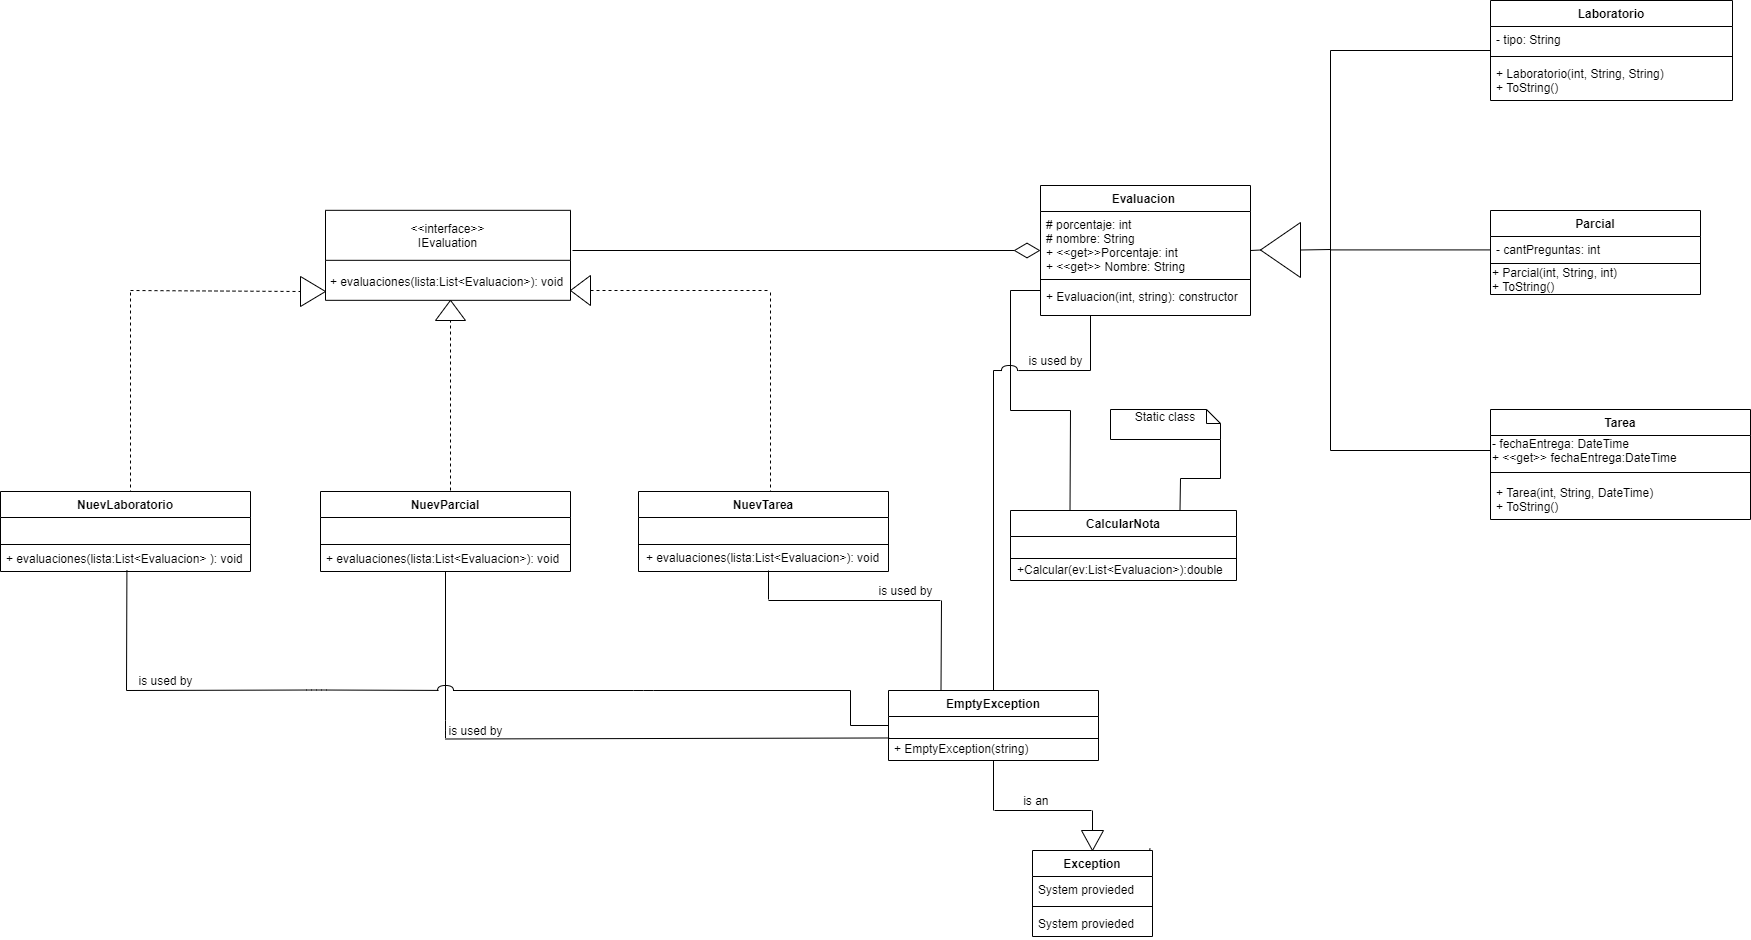 Laboratorio
- tipo: String
+ Laboratorio(int, String, String)
+ ToString()
<<interface>>
IEvaluation
+ evaluaciones(lista:List<Evaluacion>): void
Evaluacion
# porcentaje: int
# nombre: String
+ <<get>>Porcentaje: int
+ <<get>> Nombre: String
+ Evaluacion(int, string): constructor
Parcial
- cantPreguntas: int
+ Parcial(int, String, int)
+ ToString()
is used by
Static class
Tarea
- fechaEntrega: DateTime
+ <<get>> fechaEntrega:DateTime
+ Tarea(int, String, DateTime)
+ ToString()
NuevLaboratorio
+ evaluaciones(lista:List<Evaluacion> ): void
NuevParcial
+ evaluaciones(lista:List<Evaluacion>): void
NuevTarea
+ evaluaciones(lista:List<Evaluacion>): void
CalcularNota
+Calcular(ev:List<Evaluacion>):double
is used by
is used by
is used by
EmptyException
+ EmptyException(string)
is an
Exception
System provieded
System provieded